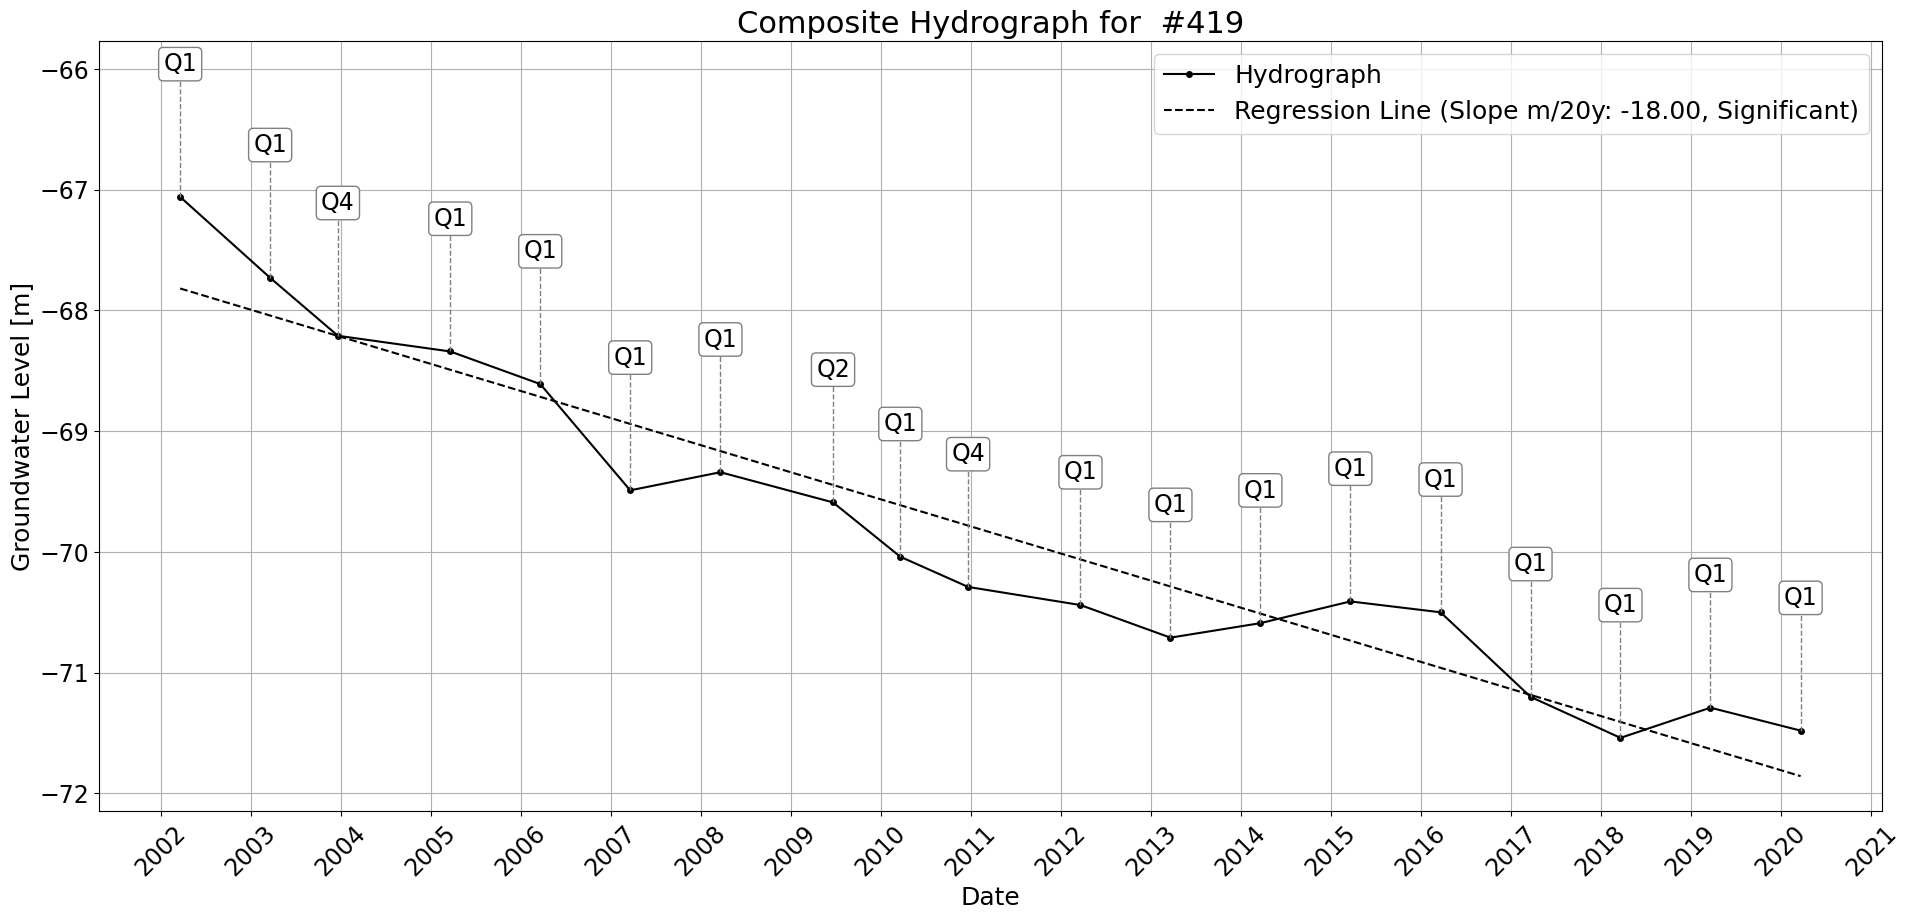 Composite Hydrograph for  #419
Hydrograph
Regression Line (Slope m/20y: -18.00, Significant)
Groundwater Level [m]
−66
−67
−68
−69
−70
−71
−72
Q1
Q1
Q4
Q1
Q1
Q1
Q1
Q2
Q1
Q4
Q1
Q1
Q1
Q1
Q1
Q1
Q1
Q1
Q1
2002
2003
2004
2005
2006
2007
2008
2009
2010
2011
2012
2013
2014
2015
2016
2017
2018
2019
2020
2021
Date